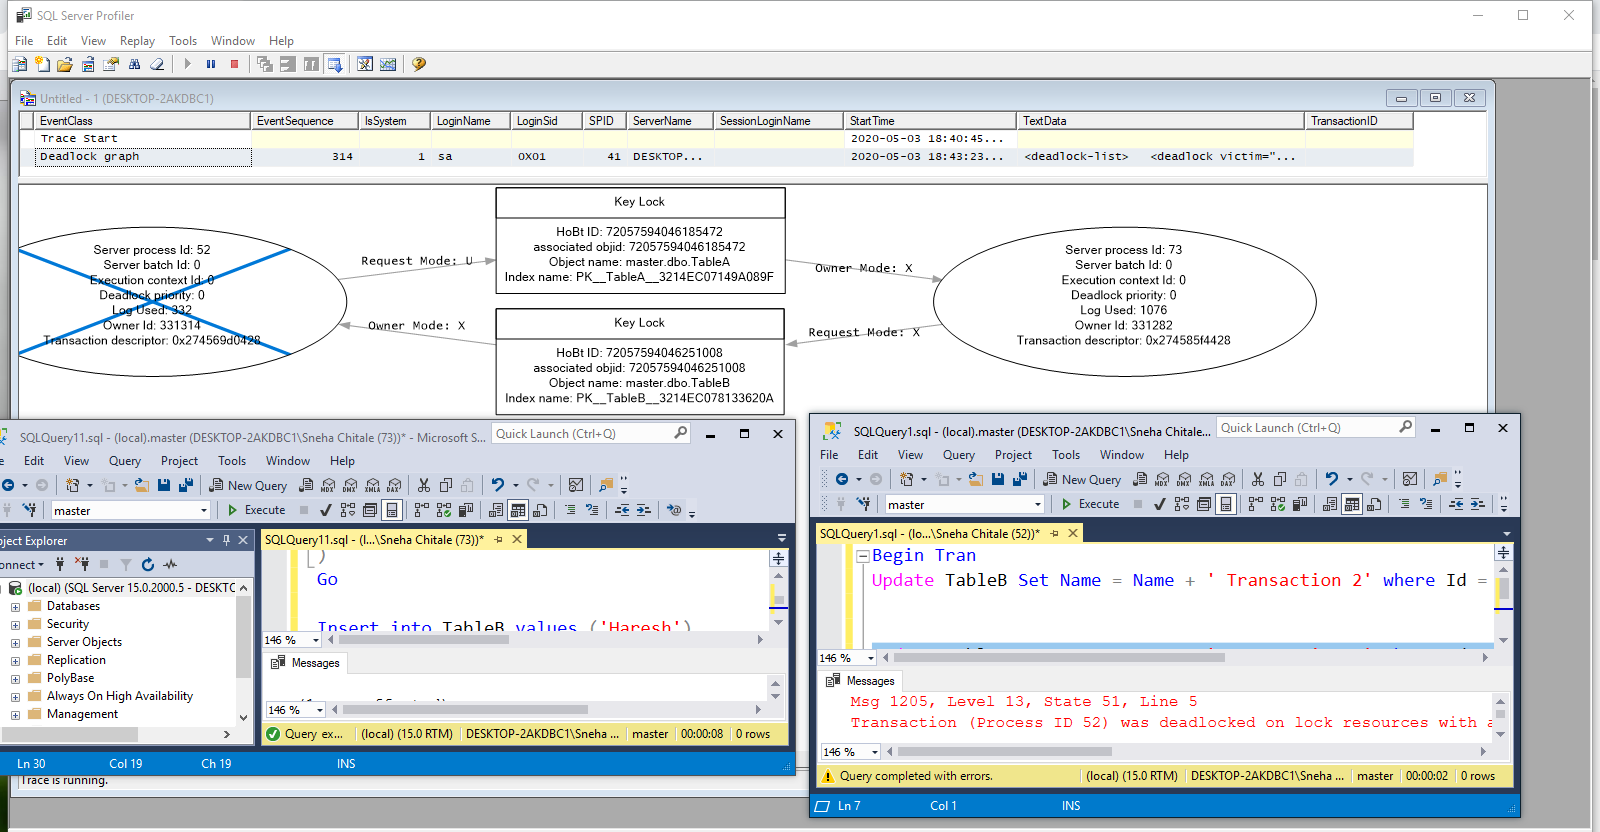 SQL Server Profiler
File Edit View Replay Tools Window Help
Untitled - 1 (DESKTOP-2AKDBC1)
EventClass EventSequence IsSystem LoginName LoginSid SPID ServerName SessionLoginName StartTime TextData TransactionID
Trace Start 2020-05-03 18:40:45...
Deadlock graph 314 1 sa 0X01 41 DESKTOP... 2020-05-03 18:43:23... <deadlock-list> <deadlock victim="...
Server process Id: 52
Server batch Id: 0
Execution context Id: 0
Deadlock priority: 0
Log Used: 332
Owner Id: 331314
Transaction descriptor: 0x274569d0428
Request Mode: U
Owner Mode: X
Key Lock
HoBt ID: 72057594046185472
associated objid: 72057594046185472
Object name: master.dbo.TableA
Index name: PK__TableA__3214EC07149A089F
Key Lock
HoBt ID: 72057594046251008
associated objid: 72057594046251008
Object name: master.dbo.TableB
Index name: PK__TableB__3214EC078133620A
Owner Mode: X
Request Mode: X
Server process Id: 73
Server batch Id: 0
Execution context Id: 0
Deadlock priority: 0
Log Used: 1076
Owner Id: 331282
Transaction descriptor: 0x274585f4428
SQLQuery11.sql - (local).master (DESKTOP-2AKDBC1\Sneha Chitale (73))* - Microsoft S... Quick Launch (Ctrl+Q)
Edit View Query Project Tools Window Help
New Query MDX DMX XMLA DAX
master Execute
ject Explorer
onnect
(local) (SQL Server 15.0.2000.5 - DESKTC
Databases
Security
Server Objects
Replication
PolyBase
Always On High Availability
Management
SQLQuery11.sql - (l...\Sneha Chitale (73))*
)
Go
Insert into TableB values ('Haresh')
146 %
Messages
146 %
Query ex... (local) (15.0 RTM) DESKTOP-2AKDBC1\Sneha ... master 00:00:08 0 rows
Ln 30 Col 19 Ch 19 INS
Trace is running.
SQLQuery1.sql - (local).master (DESKTOP-2AKDBC1\Sneha Chitale... Quick Launch (Ctrl+Q)
File Edit View Query Project Tools Window Help
New Query MDX DMX XMLA DAX
master Execute
SQLQuery1.sql - (lo...\Sneha Chitale (52))*
Begin Tran
Update TableB Set Name = Name + ' Transaction 2' where Id =
146 %
Messages
Msg 1205, Level 13, State 51, Line 5
Transaction (Process ID 52) was deadlocked on lock resources with a
146 %
Query completed with errors. (local) (15.0 RTM) DESKTOP-2AKDBC1\Sneha ... master 00:00:02 0 rows
Ln 7 Col 1 INS